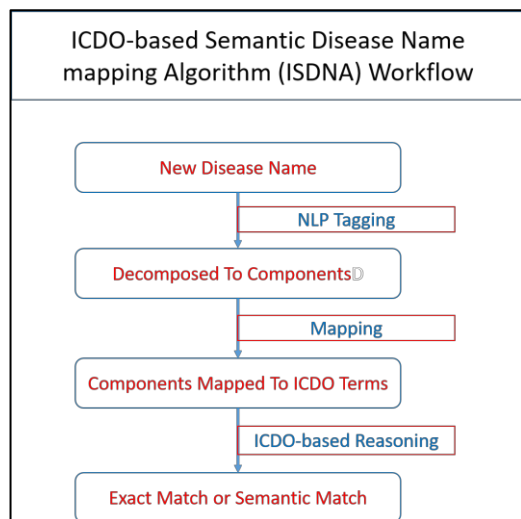 ICDO-based Semantic Disease Name
mapping Algorithm (ISDNA) Workflow
New Disease Name
NLP Tagging
Decomposed To ComponentsD
Mapping
Components Mapped To ICDO Terms
ICDO-based Reasoning
Exact Match or Semantic Match